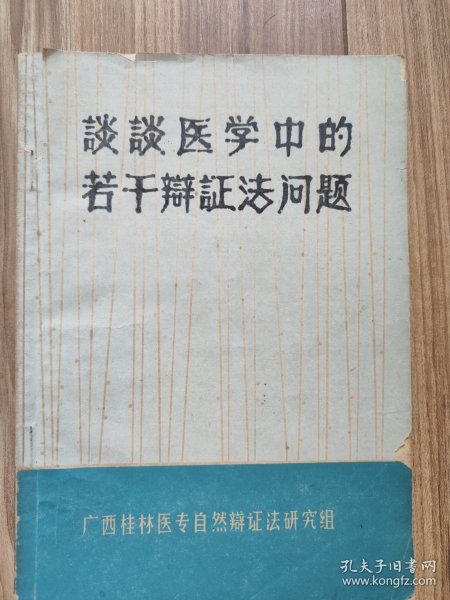 談談医学中的
若干辯証法问题
广西桂林医专自然辩证法研究组
孔夫子旧书网
www.kongfz.com